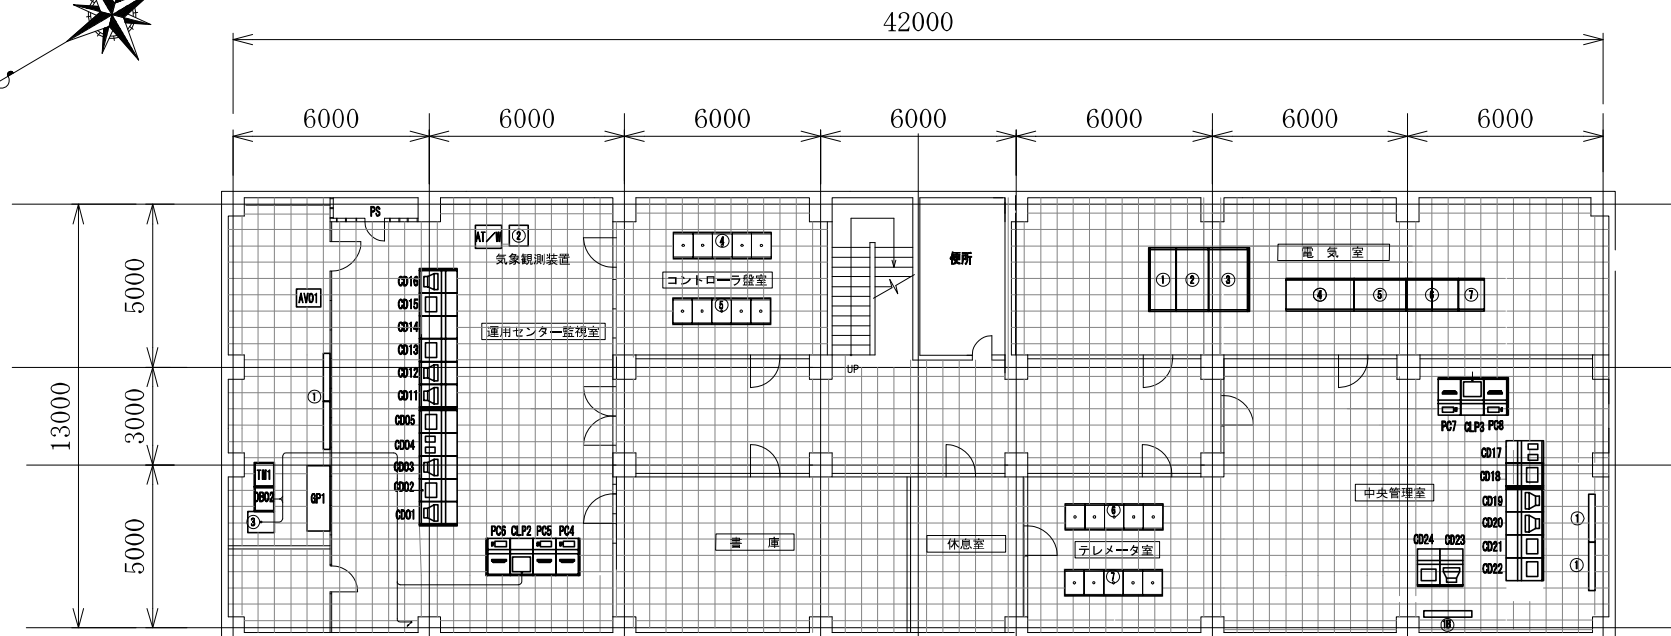 42000
6000 6000 6000 6000 6000 6000 6000
13000
5000
3000
5000
PS
AT/W ②
気象観測装置
AV01
CD16
CD15
CD14
CD13
CD12
CD11
CD05
CD04
CD03
CD02
CD01
運用センター監視室
①
TM1
DB02
③
GP1
PC6 CLP2 PC5 PC4
④
コントローラ盤室
⑤
UP
便所
電気室
① ② ③
④ ⑤ ⑥ ⑦
書庫
休息室
⑥
テレメータ室
⑦
中央管理室
PC7 CLP3 PC8
CD17
CD18
CD19
CD20
CD21
CD22
CD24 CD23
①
①